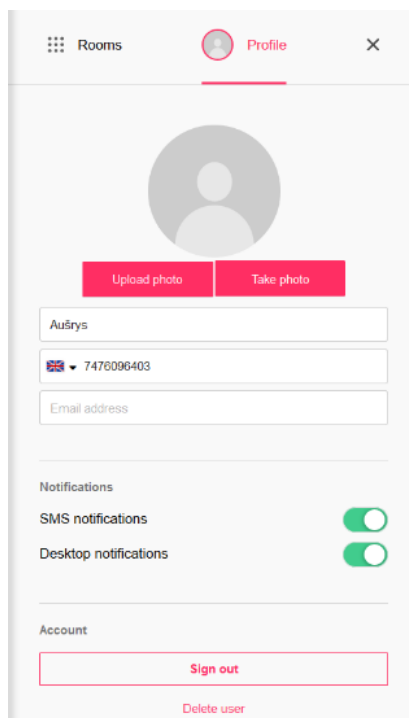 Rooms Profile
Upload photo Take photo
Aušrys
7476096403
Email address
Notifications
SMS notifications
Desktop notifications
Account
Sign out
Delete user